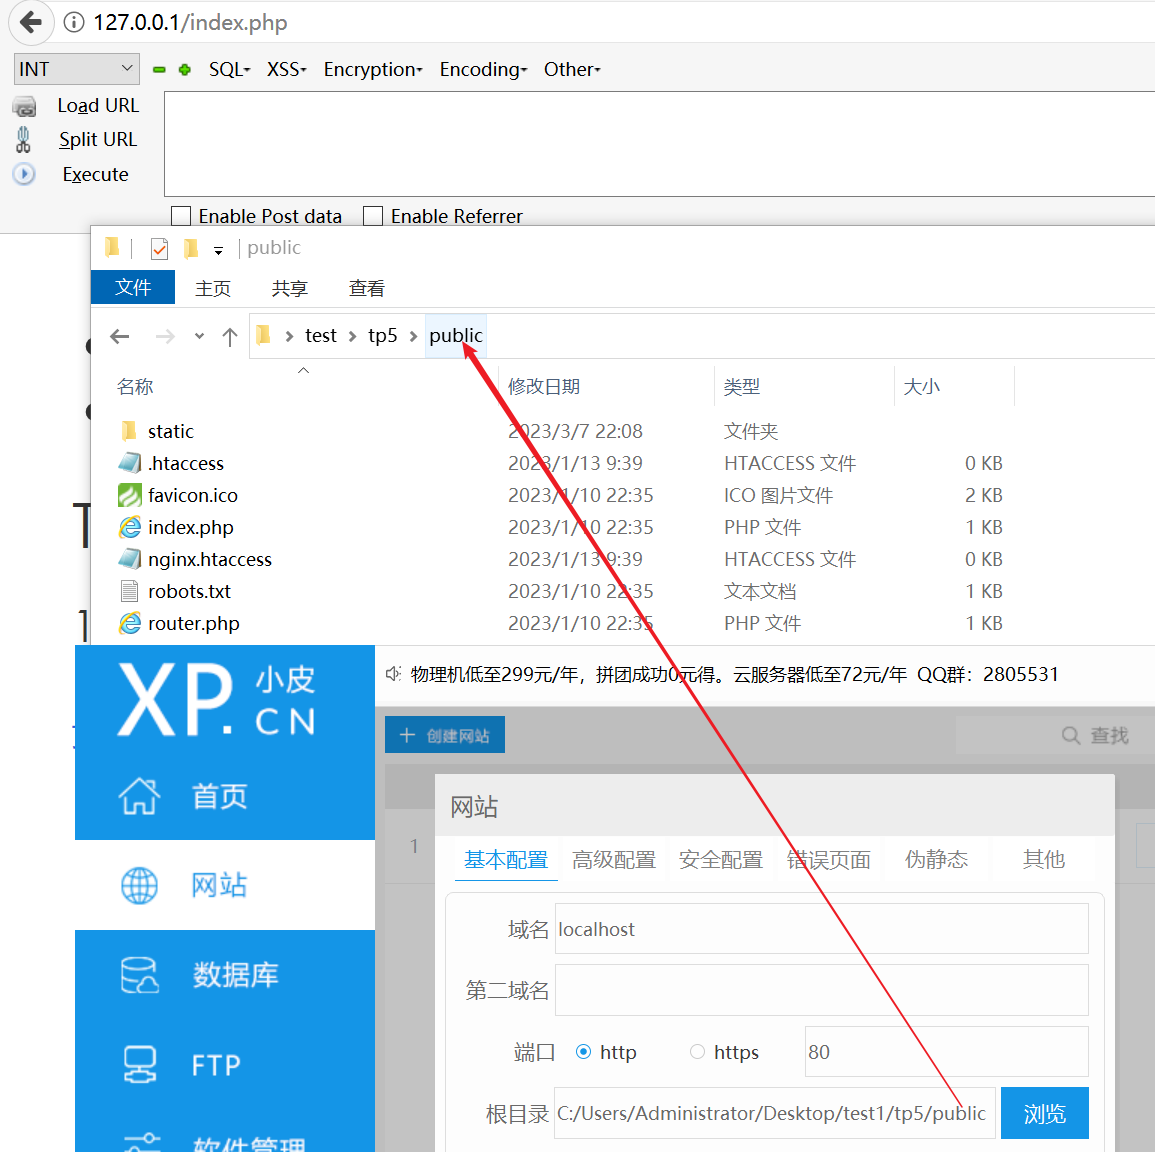 127.0.0.1/index.php
INT SQL XSS Encryption Encoding Other
Load URL
Split URL
Execute
Enable Post data Enable Referrer
public
文件 主页 共享 查看
test tp5 public
名称 修改日期 类型 大小
static 2023/3/7 22:08 文件夹
.htaccess 2023/1/13 9:39 HTACCESS 文件 0 KB
favicon.ico 2023/1/10 22:35 ICO 图片文件 2 KB
index.php 2023/1/10 22:35 PHP 文件 1 KB
nginx.htaccess 2023/1/13 9:39 HTACCESS 文件 0 KB
robots.txt 2023/1/10 22:35 文本文档 1 KB
router.php 2023/1/10 22:35 PHP 文件 1 KB
XP.CN 小皮
物理机低至299元/年，拼团成功0元得。云服务器低至72元/年 QQ群：2805531
创建网站 查找
首页
网站
数据库
FTP
软件管理
1
网站
基本配置 高级配置 安全配置 错误页面 伪静态 其他
域名 localhost
第二域名
端口 http https 80
根目录 C:/Users/Administrator/Desktop/test1/tp5/public 浏览